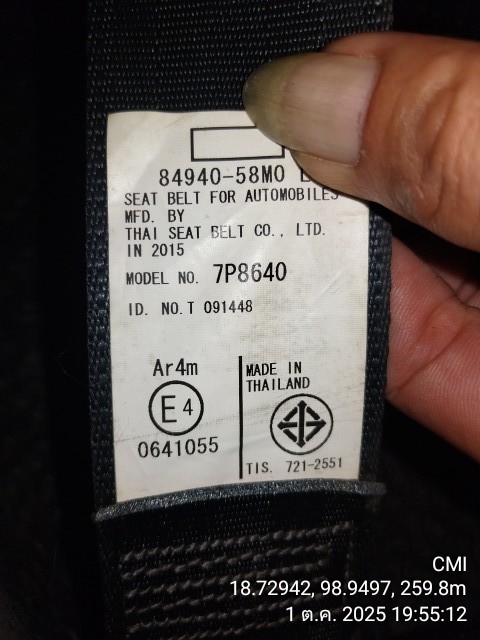 84940-58M0
SEAT BELT FOR AUTOMOBILES
MFD. BY
THAI SEAT BELT CO., LTD.
IN 2015
MODEL NO. 7P8640
ID. NO.T 091448
Ar4m
E4
0641055
MADE IN
THAILAND
TIS. 721-2551
CMI
18.72942, 98.9497, 259.8m
1 ต.ค. 2025 19:55:12